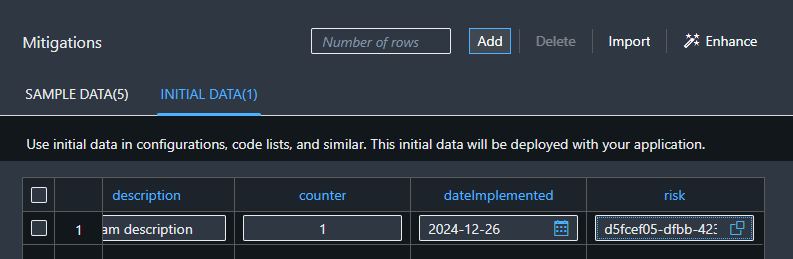 Mitigations
Number of rows
Add
Delete
Import
Enhance
SAMPLE DATA(5)
INITIAL DATA(1)
Use initial data in configurations, code lists, and similar. This initial data will be deployed with your application.
description counter dateImplemented risk
1 am description 1 2024-12-26 d5fcef05-dfbb-423